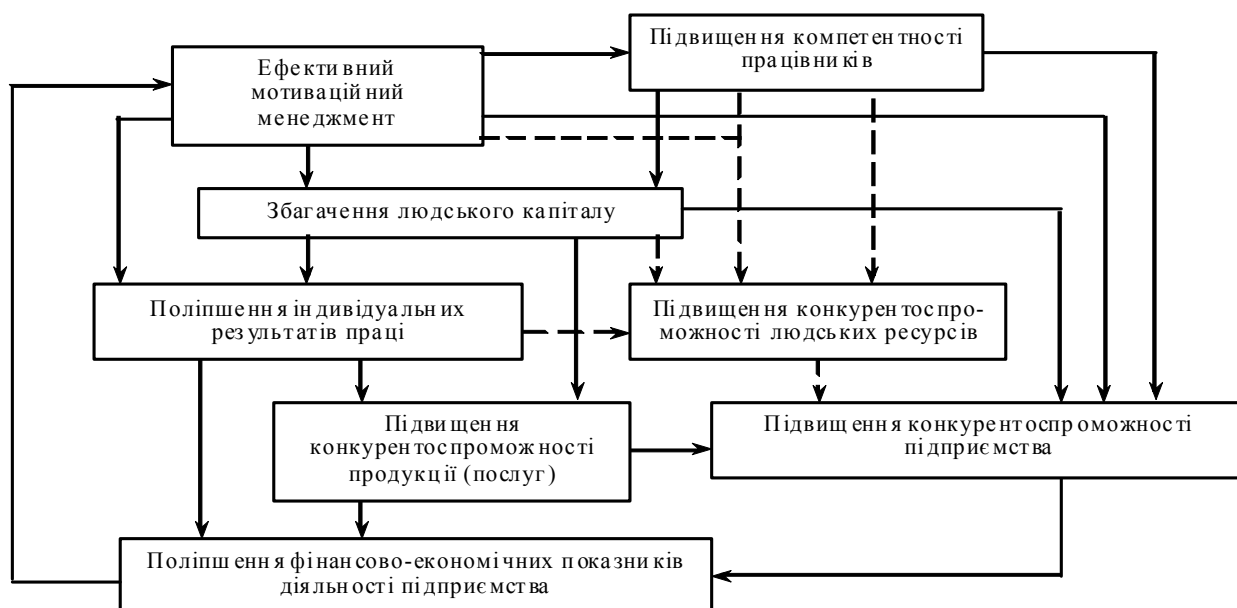 Підвищення компетентності
працівників
Ефективний
мотиваційний
менеджмент
Збагачення людського капіталу
Поліпшення індивідуальних
результатів праці
Підвищення конкурентоспро-
можності людських ресурсів
Підвищення
конкурентоспроможності
продукції (послуг)
Підвищення конкурентоспроможності
підприємства
Поліпшення фінансово-економічних показників
діяльності підприємства